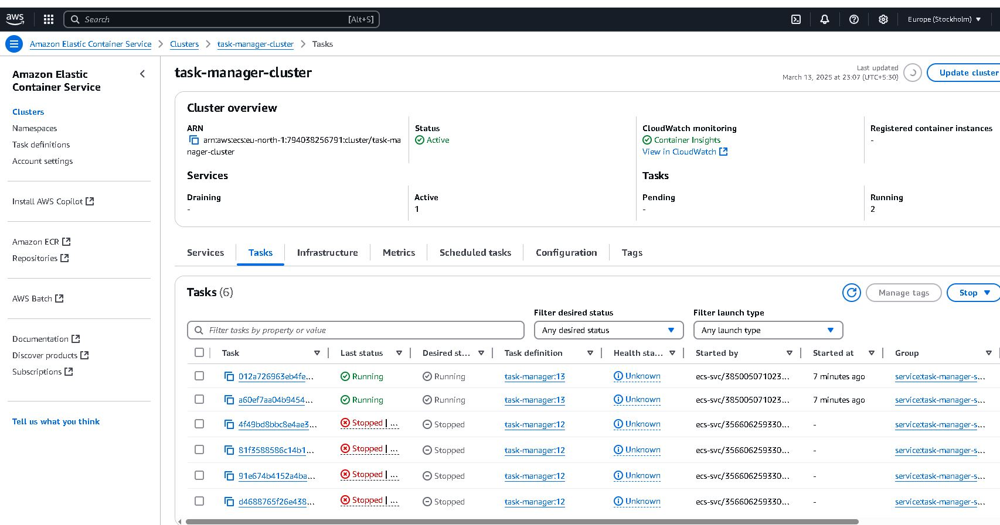 aws
Search [Alt+S]
Europe (Stockholm)
Amazon Elastic Container Service
Clusters
task-manager-cluster
Tasks
Amazon Elastic
Container Service
Clusters
Namespaces
Task definitions
Account settings
Install AWS Copilot
Amazon ECR
Repositories
AWS Batch
Documentation
Discover products
Subscriptions
Tell us what you think
task-manager-cluster
Last updated
March 13, 2025 at 23:07 (UTC+5:30)
Update cluster
Cluster overview
ARN
arn:aws:ecs:eu-north-1:794038256791:cluster/task-ma
nager-cluster
Status
Active
CloudWatch monitoring
Container Insights
View in CloudWatch
Registered container instances
-
Services
Draining
-
Active
1
Tasks
Pending
-
Running
2
Services Tasks Infrastructure Metrics Scheduled tasks Configuration Tags
Tasks (6)
Manage tags
Stop
Filter desired status
Filter launch type
Filter tasks by property or value
Any desired status
Any launch type
Task Last status Desired st... Task definition Health sta... Started by Started at Group
012a726963eb4fe... Running Running task-manager:13 Unknown ecs-svc/385005071023... 7 minutes ago service:task-manager-s...
a60ef7aa04b9454... Running Running task-manager:13 Unknown ecs-svc/385005071023... 7 minutes ago service:task-manager-s...
4f49bd8bbc8e4ae3... Stopped | ... Stopped task-manager:12 Unknown ecs-svc/356606259330... - service:task-manager-s...
81f3588586c14b1... Stopped | ... Stopped task-manager:12 Unknown ecs-svc/356606259330... - service:task-manager-s...
91e674b4152a4ba... Stopped | ... Stopped task-manager:12 Unknown ecs-svc/356606259330... - service:task-manager-s...
d4688765f26e438... Stopped | ... Stopped task-manager:12 Unknown ecs-svc/356606259330... - service:task-manager-s...